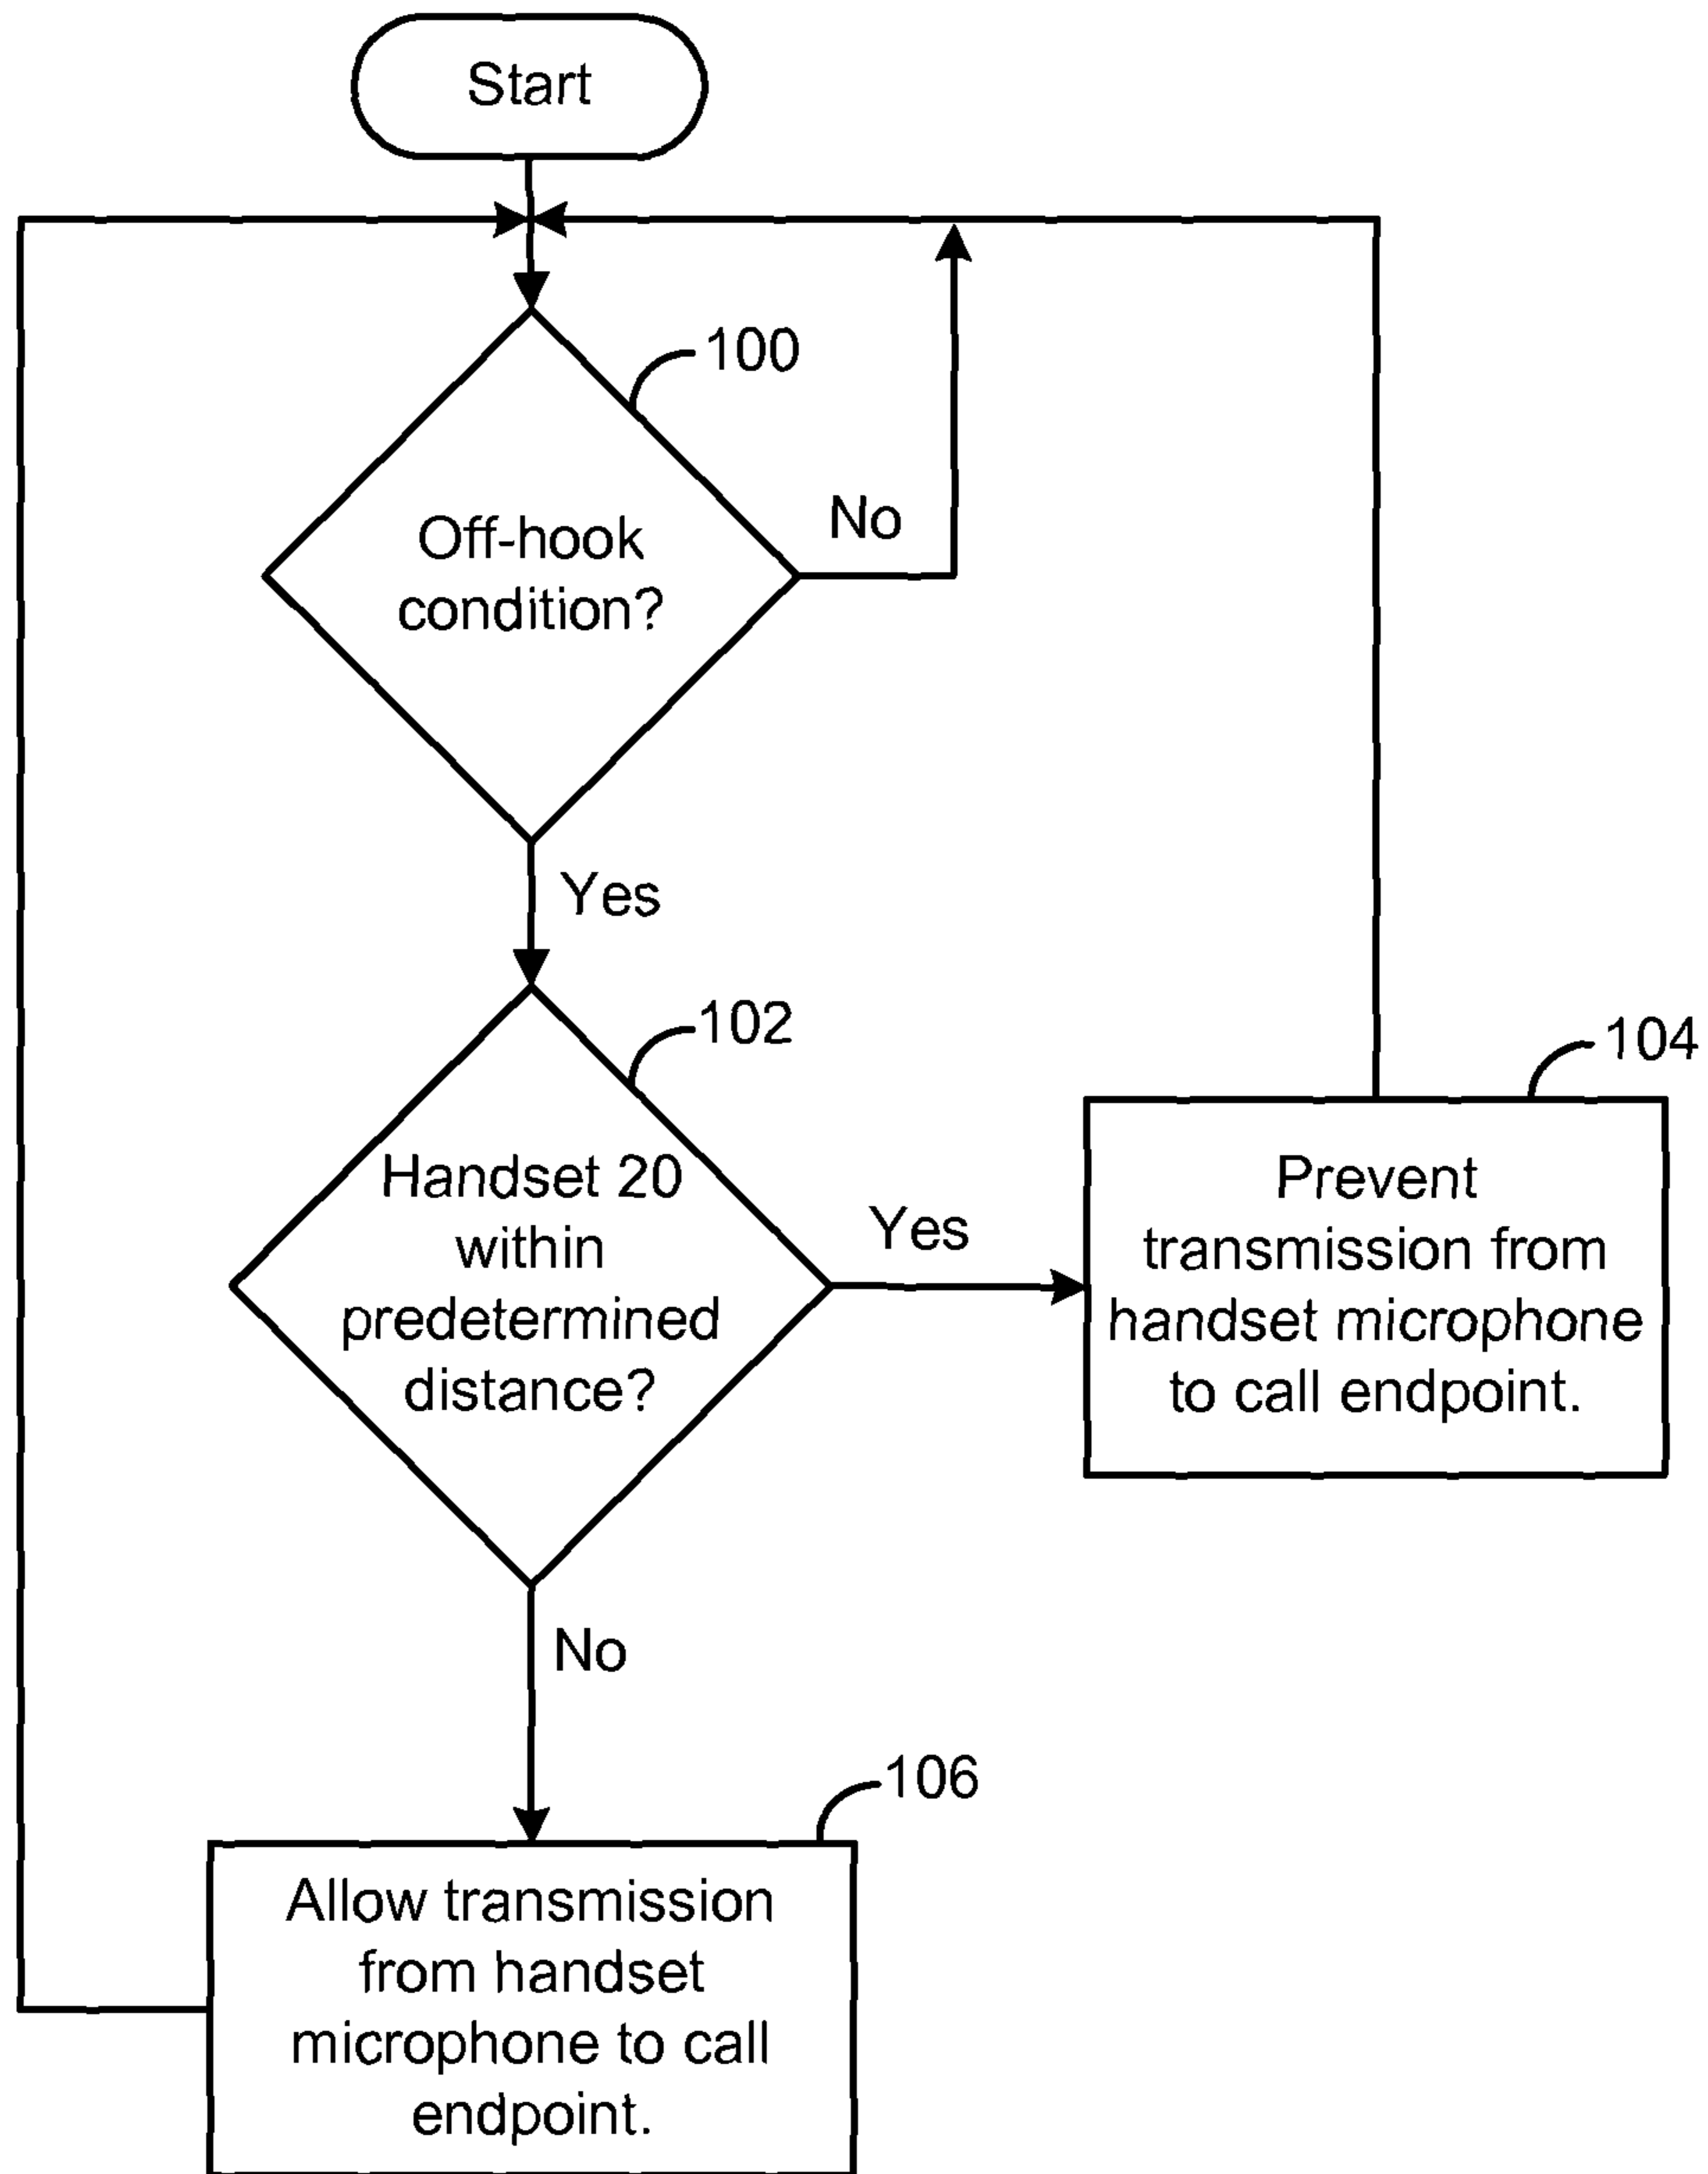 Start
100
Off-hook
condition?
No
Yes
102
Handset 20
within
predetermined
distance?
Yes
104
Prevent
transmission from
handset microphone
to call endpoint.
No
106
Allow transmission
from handset
microphone to call
endpoint.